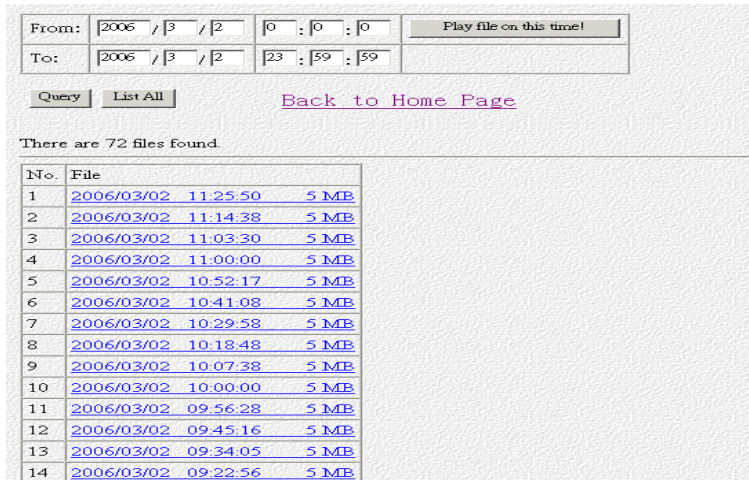 From: 2006 / 3 / 2 0 : 0 : 0 Play file on this time!
To: 2006 / 3 / 2 23 : 59 : 59
Query List All Back to Home Page
There are 72 files found.
No. File
1 2006/03/02 11:25:50 5 MB
2 2006/03/02 11:14:38 5 MB
3 2006/03/02 11:03:30 5 MB
4 2006/03/02 11:00:00 5 MB
5 2006/03/02 10:52:17 5 MB
6 2006/03/02 10:41:08 5 MB
7 2006/03/02 10:29:58 5 MB
8 2006/03/02 10:18:48 5 MB
9 2006/03/02 10:07:38 5 MB
10 2006/03/02 10:00:00 5 MB
11 2006/03/02 09:56:28 5 MB
12 2006/03/02 09:45:16 5 MB
13 2006/03/02 09:34:05 5 MB
14 2006/03/02 09:22:56 5 MB